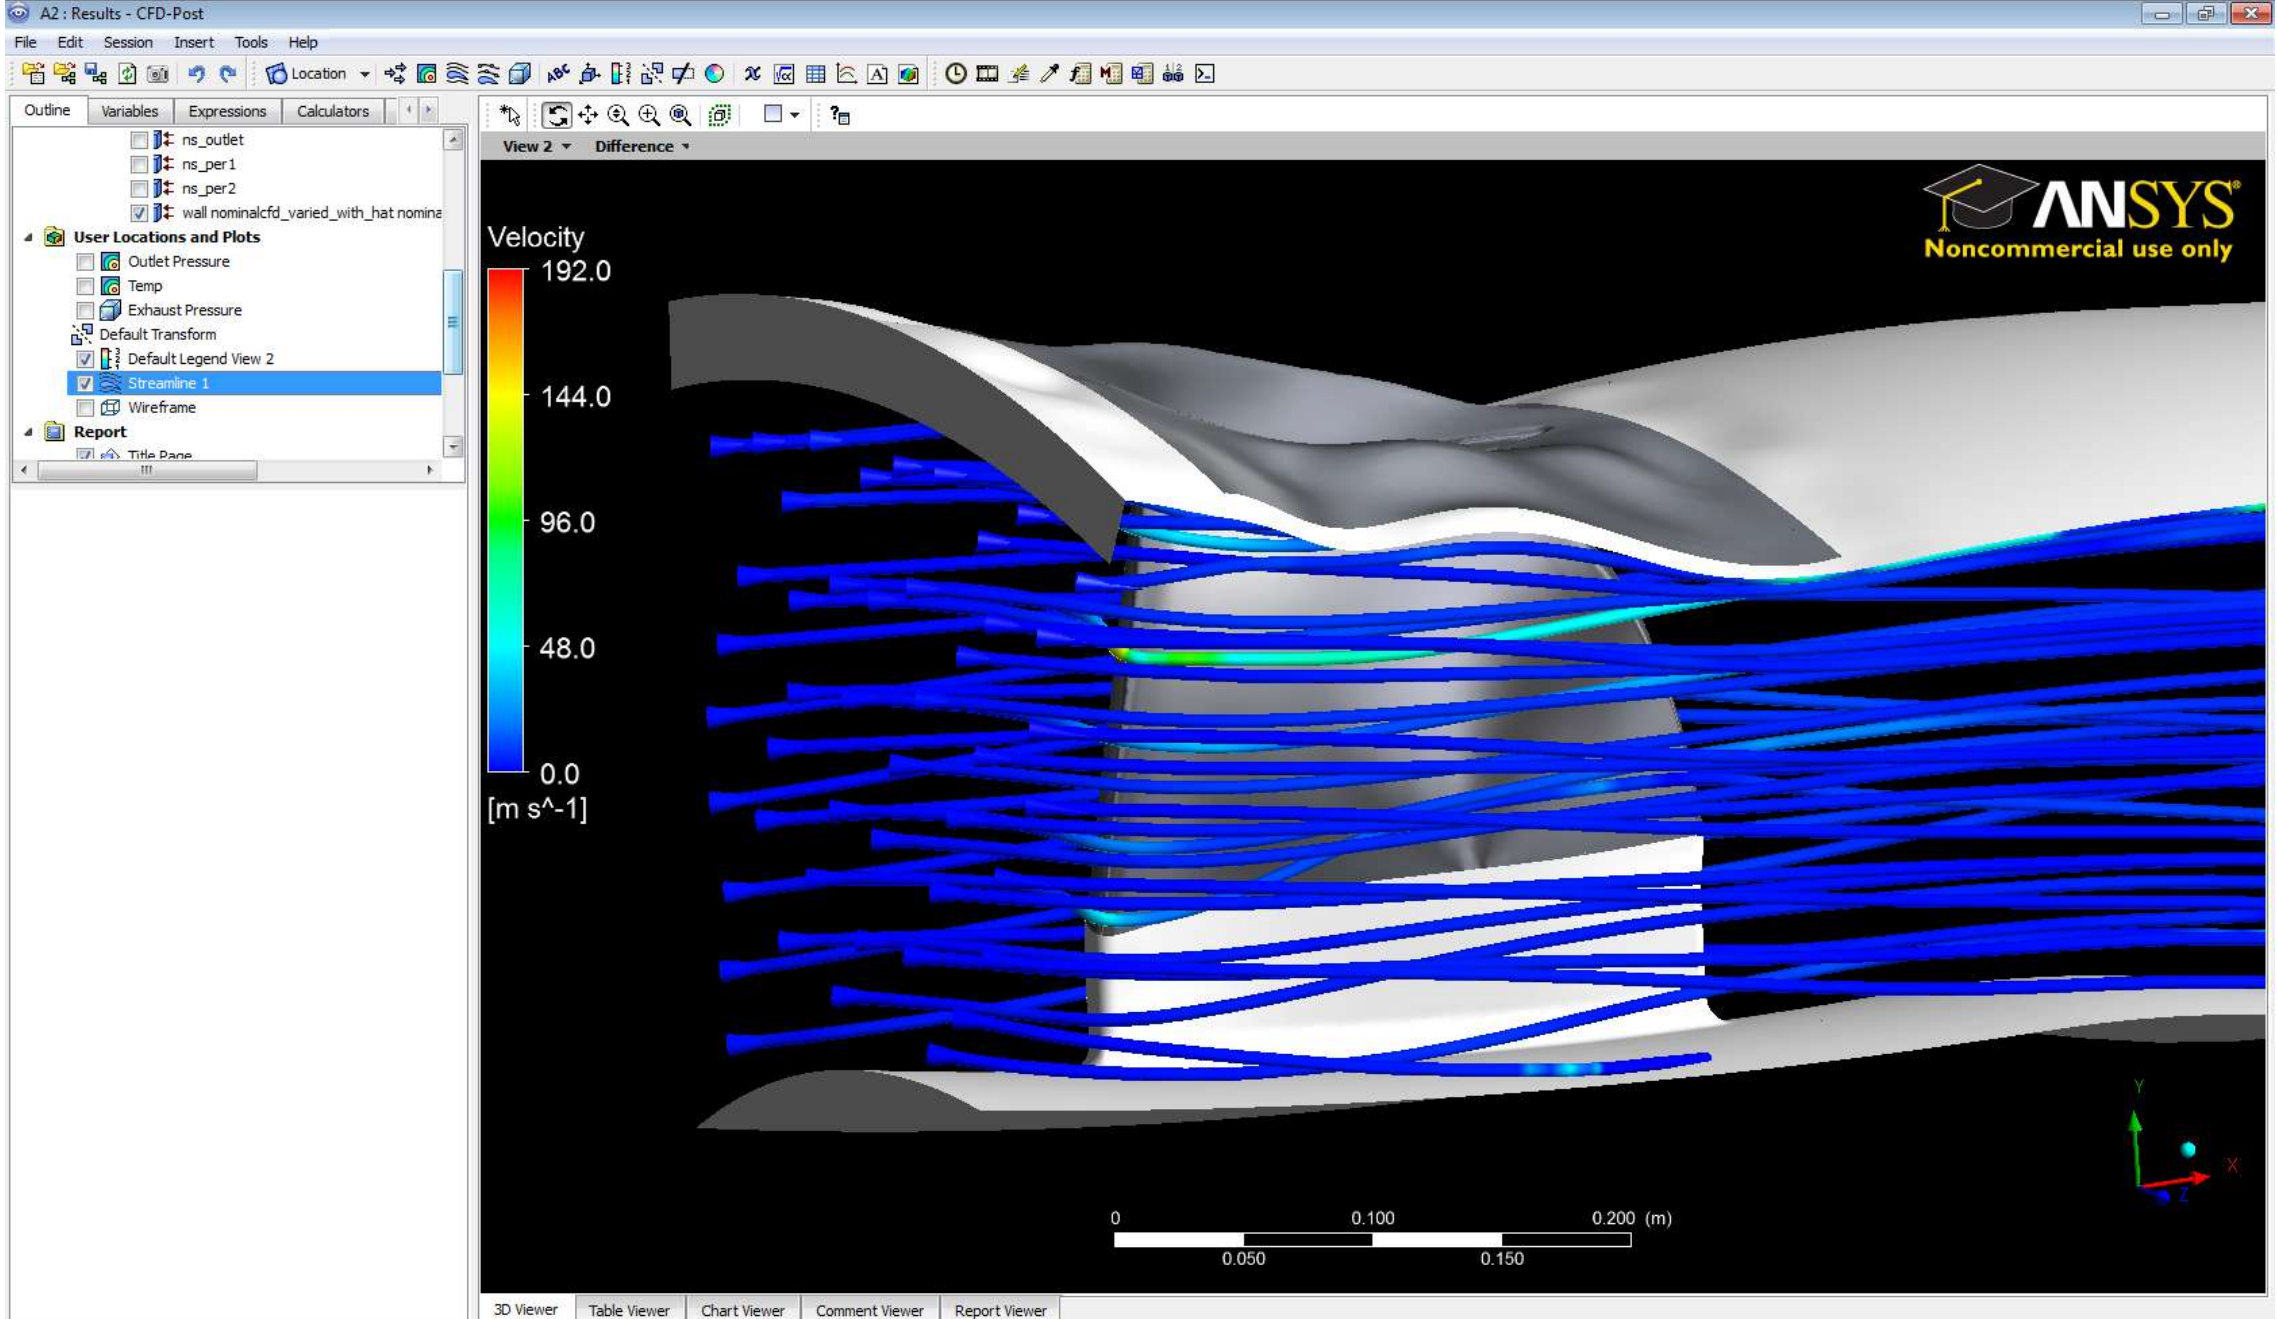 A2 : Results - CFD-Post
File Edit Session Insert Tools Help
Location
Outline Variables Expressions Calculators
ns_outlet
ns_per1
ns_per2
wall nominalcfd_varied_with_hat nomina
User Locations and Plots
Outlet Pressure
Temp
Exhaust Pressure
Default Transform
Default Legend View 2
Streamline 1
Wireframe
Report
Title Page
View 2 Difference
ANSYS
Noncommercial use only
Velocity
192.0
144.0
96.0
48.0
0.0
[m s^-1]
Y
X
Z
0 0.100 0.200 (m)
0.050 0.150
3D Viewer Table Viewer Chart Viewer Comment Viewer Report Viewer